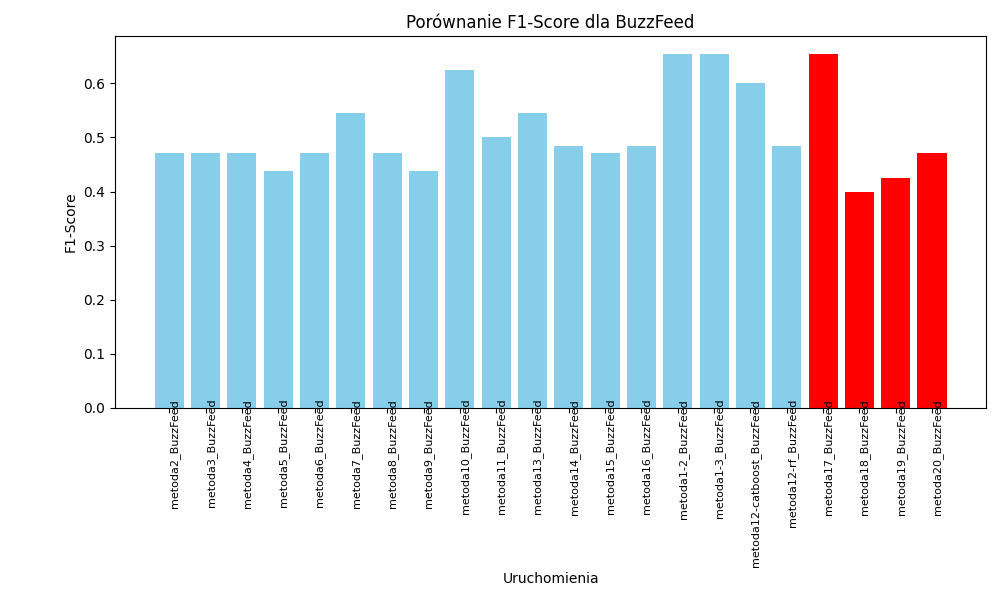 Porównanie F1-Score dla BuzzFeed
F1-Score
0.6
0.5
0.4
0.3
0.2
0.1
0.0
metoda2_BuzzFeed
metoda3_BuzzFeed
metoda4_BuzzFeed
metoda5_BuzzFeed
metoda6_BuzzFeed
metoda7_BuzzFeed
metoda8_BuzzFeed
metoda9_BuzzFeed
metoda10_BuzzFeed
metoda11_BuzzFeed
metoda13_BuzzFeed
metoda14_BuzzFeed
metoda15_BuzzFeed
metoda16_BuzzFeed
metoda1-2_BuzzFeed
metoda1-3_BuzzFeed
metoda12-catboost_BuzzFeed
metoda12-rf_BuzzFeed
metoda17_BuzzFeed
metoda18_BuzzFeed
metoda19_BuzzFeed
metoda20_BuzzFeed
Uruchomienia